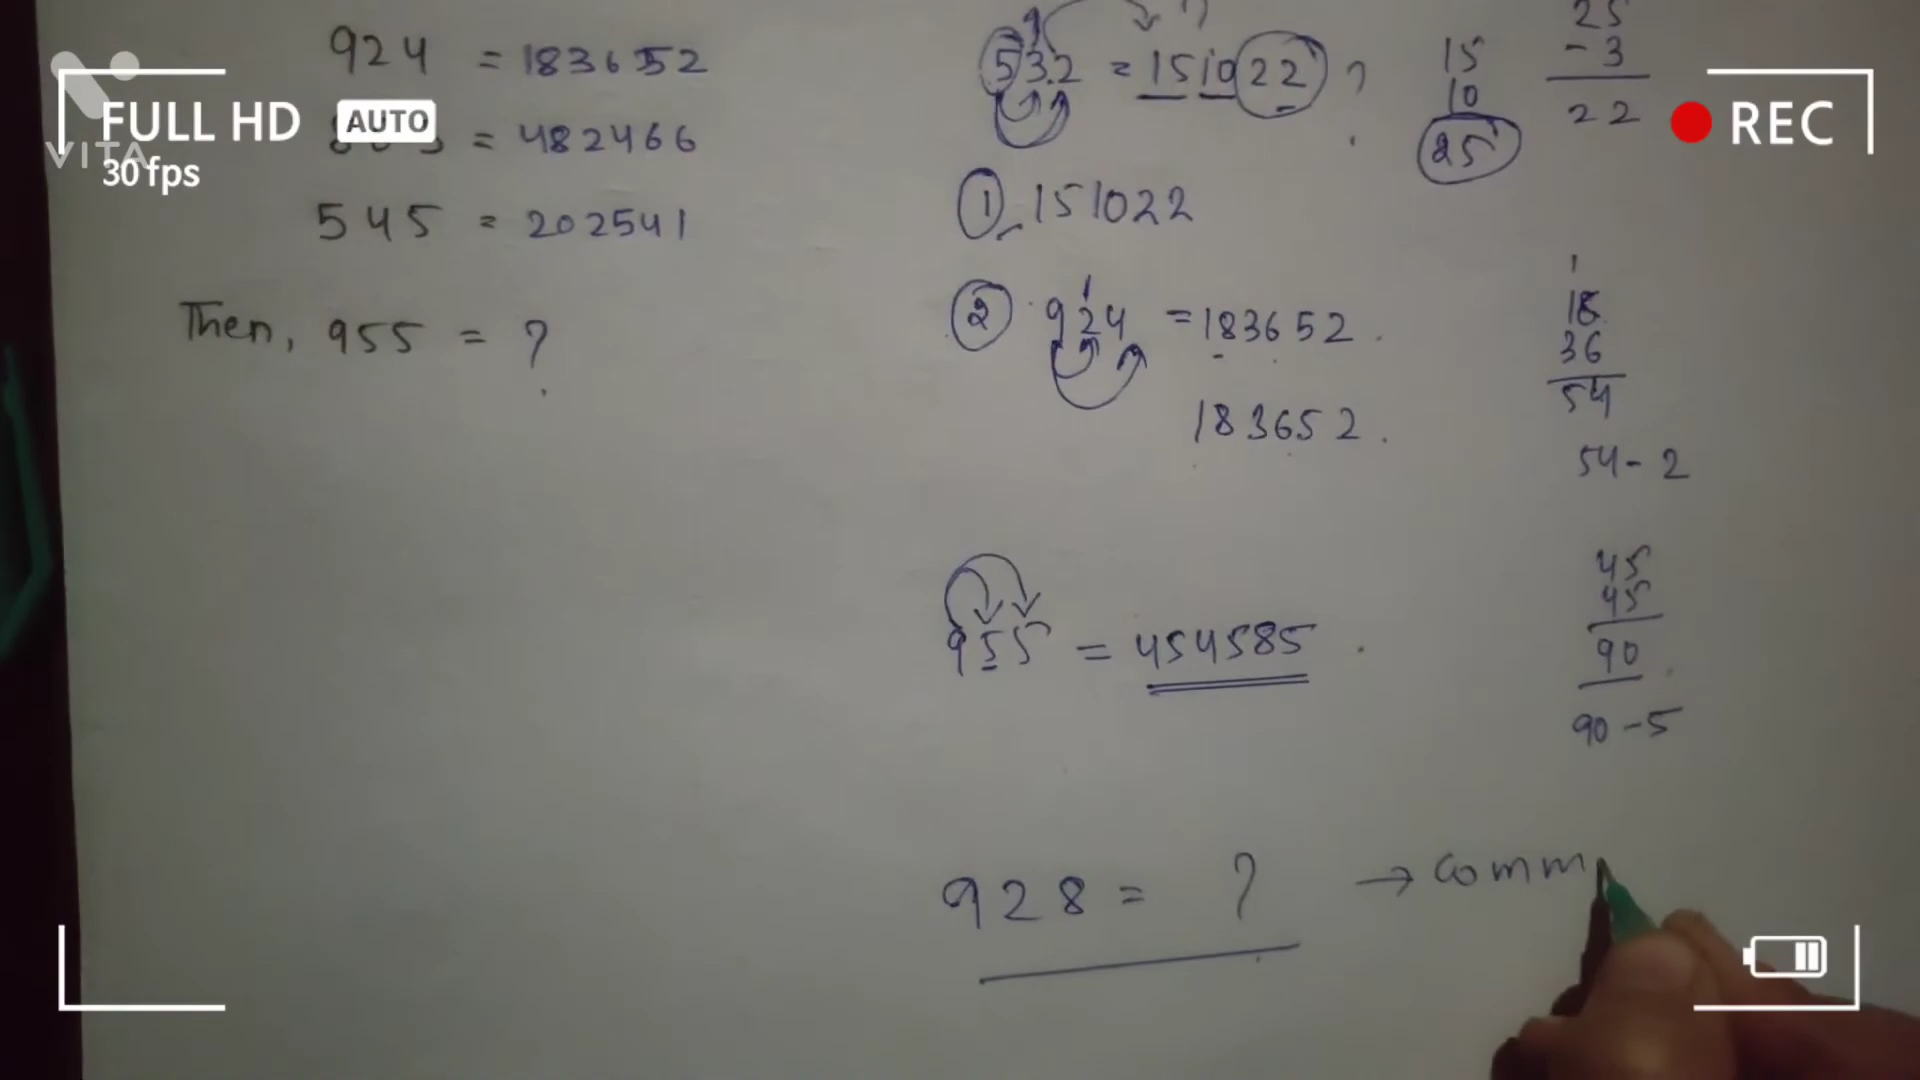 924 = 183652
FULL HD AUTO
VITA
= 482466
30 fps
545 = 202541
Then, 955 = ?
532 = 151022 ?
15
10
25
25
- 3
22
REC
① 151022
② 924 = 183652.
183652.
18
36
54
54 - 2
955 = 454585.
45
45
90
90 - 5
928 = ? → comm